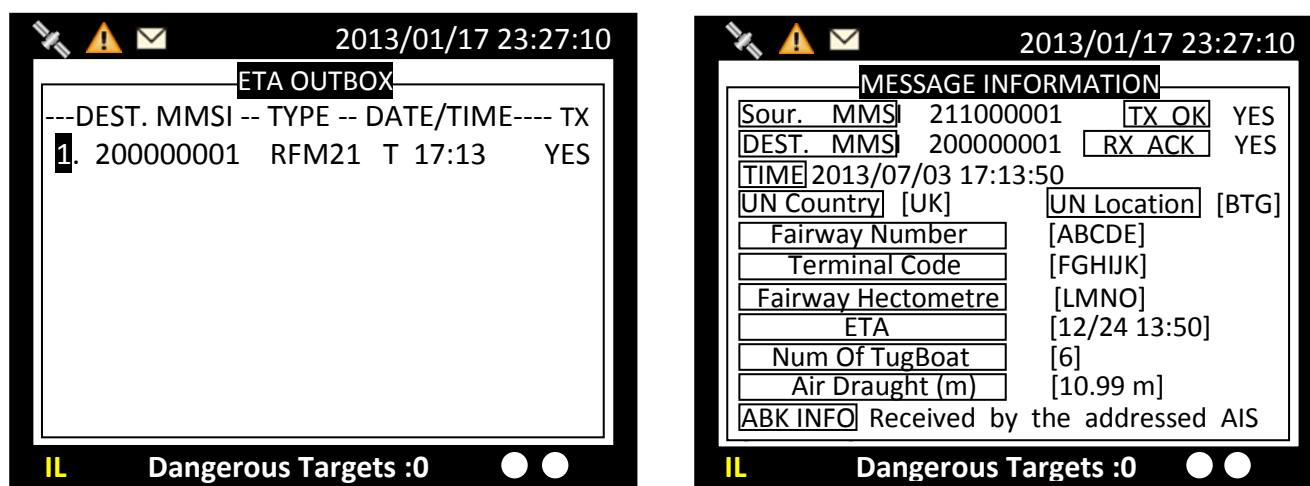 2013/01/17 23:27:10
ETA OUTBOX
---DEST. MMSI -- TYPE -- DATE/TIME---- TX
1. 200000001 RFM21 T 17:13 YES
IL Dangerous Targets :0
2013/01/17 23:27:10
MESSAGE INFORMATION
Sour. MMSI 211000001 TX OK YES
DEST. MMSI 200000001 RX ACK YES
TIME 2013/07/03 17:13:50
UN Country [UK] UN Location [BTG]
Fairway Number [ABCDE]
Terminal Code [FGHIJK]
Fairway Hectometre [LMNO]
ETA [12/24 13:50]
Num Of TugBoat [6]
Air Draught (m) [10.99 m]
ABK INFO Received by the addressed AIS
IL Dangerous Targets :0